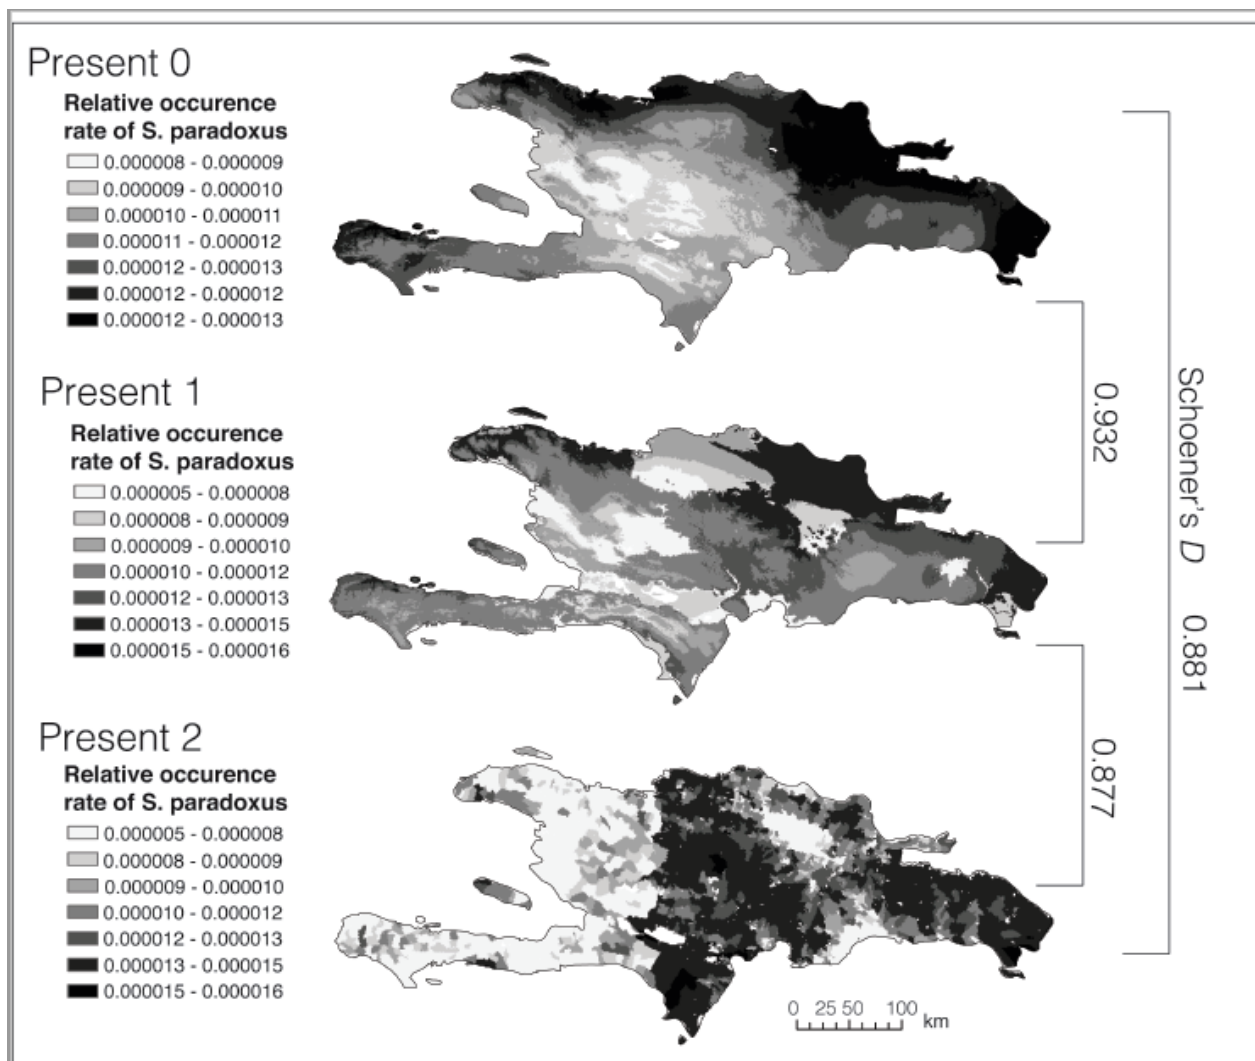 Present 0
Relative occurence
rate of S. paradoxus
0.000008 - 0.000009
0.000009 - 0.000010
0.000010 - 0.000011
0.000011 - 0.000012
0.000012 - 0.000013
0.000012 - 0.000012
0.000012 - 0.000013
Present 1
Relative occurence
rate of S. paradoxus
0.000005 - 0.000008
0.000008 - 0.000009
0.000009 - 0.000010
0.000010 - 0.000012
0.000012 - 0.000013
0.000013 - 0.000015
0.000015 - 0.000016
Present 2
Relative occurence
rate of S. paradoxus
0.000005 - 0.000008
0.000008 - 0.000009
0.000009 - 0.000010
0.000010 - 0.000012
0.000012 - 0.000013
0.000013 - 0.000015
0.000015 - 0.000016
0 25 50 100
km
0.932
0.877
Schoener's D 0.881